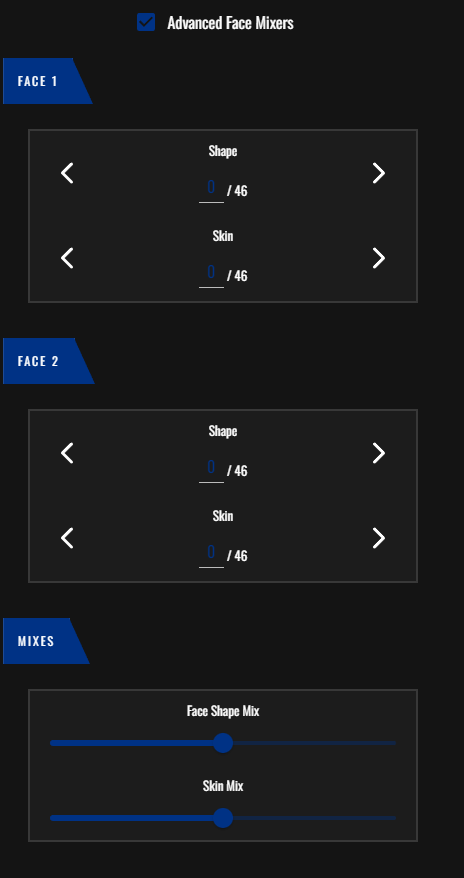 Advanced Face Mixers
FACE 1
Shape
0 / 46
Skin
0 / 46
FACE 2
Shape
0 / 46
Skin
0 / 46
MIXES
Face Shape Mix
Skin Mix